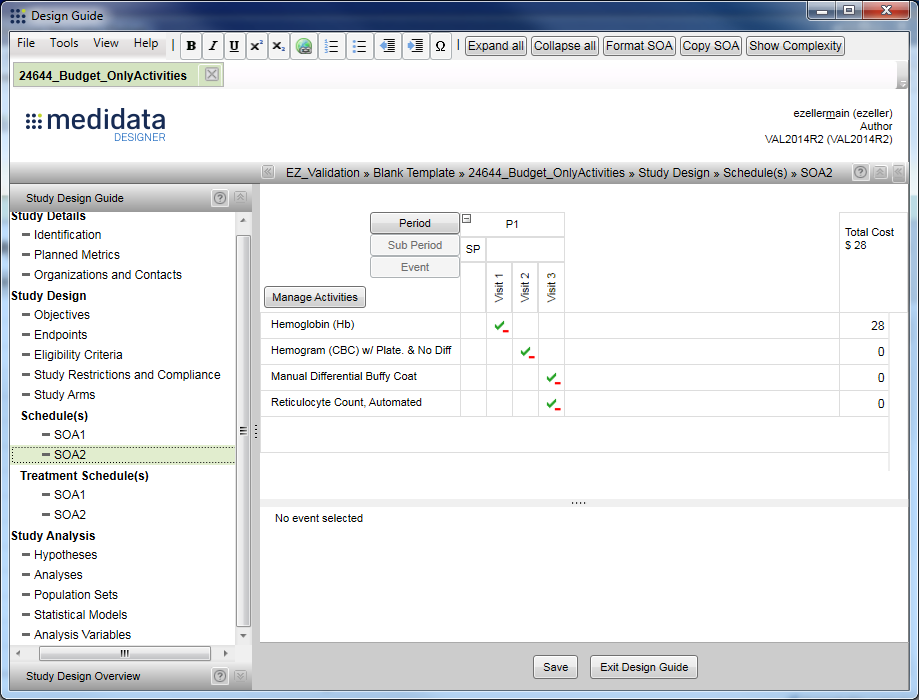 Design Guide
File Tools View Help B I U x² x₂ Ω Expand all Collapse all Format SOA Copy SOA Show Complexity
24644_Budget_OnlyActivities
medidata
DESIGNER
ezellermain (ezeller)
Author
VAL2014R2 (VAL2014R2)
EZ_Validation » Blank Template » 24644_Budget_OnlyActivities » Study Design » Schedule(s) » SOA2
Study Design Guide
Study Details
Identification
Planned Metrics
Organizations and Contacts
Study Design
Objectives
Endpoints
Eligibility Criteria
Study Restrictions and Compliance
Study Arms
Schedule(s)
SOA1
SOA2
Treatment Schedule(s)
SOA1
SOA2
Study Analysis
Hypotheses
Analyses
Population Sets
Statistical Models
Analysis Variables
Study Design Overview
Period P1
Sub Period SP
Event
Visit 1 Visit 2 Visit 3
Total Cost
$ 28
Manage Activities
Hemoglobin (Hb) 28
Hemogram (CBC) w/ Plate. & No Diff 0
Manual Differential Buffy Coat 0
Reticulocyte Count, Automated 0
No event selected
Save Exit Design Guide